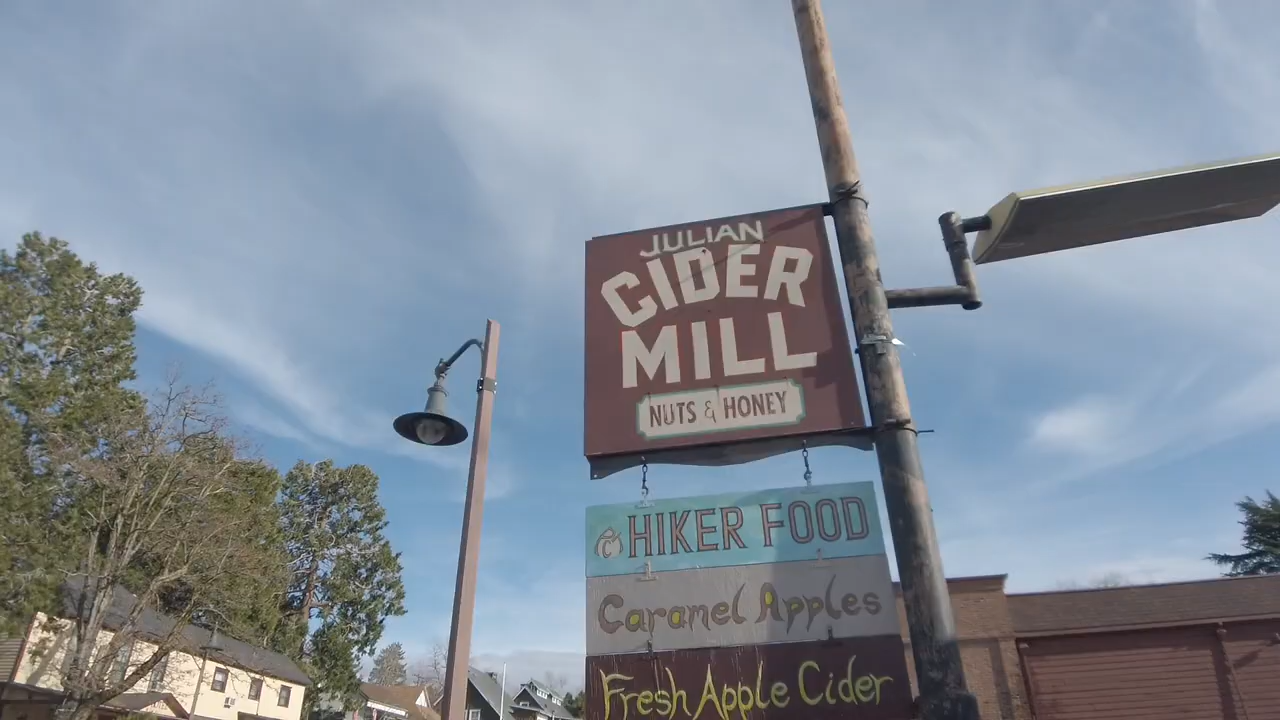 JULIAN
CIDER
MILL
NUTS & HONEY
HIKER FOOD
Caramel Apples
Fresh Apple Cider